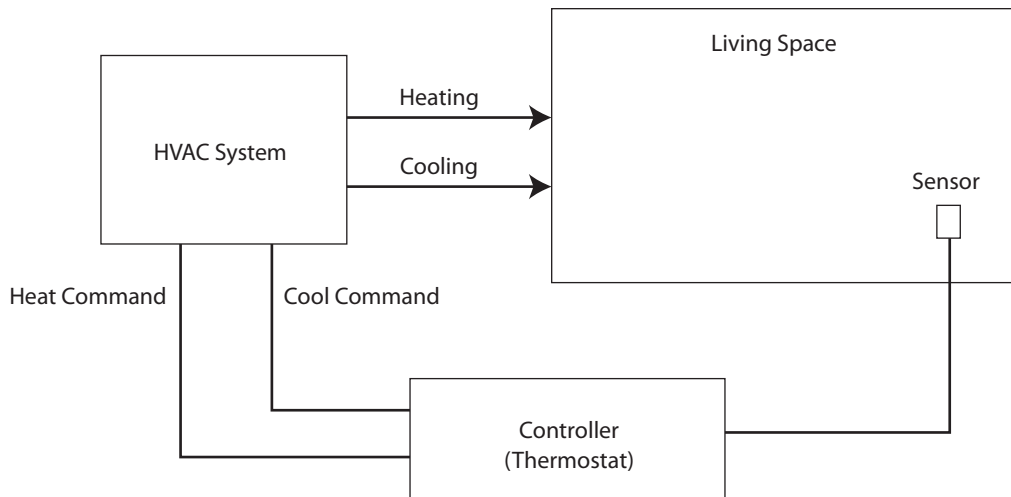 Living Space
Heating
HVAC System
Cooling
Sensor
Heat Command
Cool Command
Controller
(Thermostat)